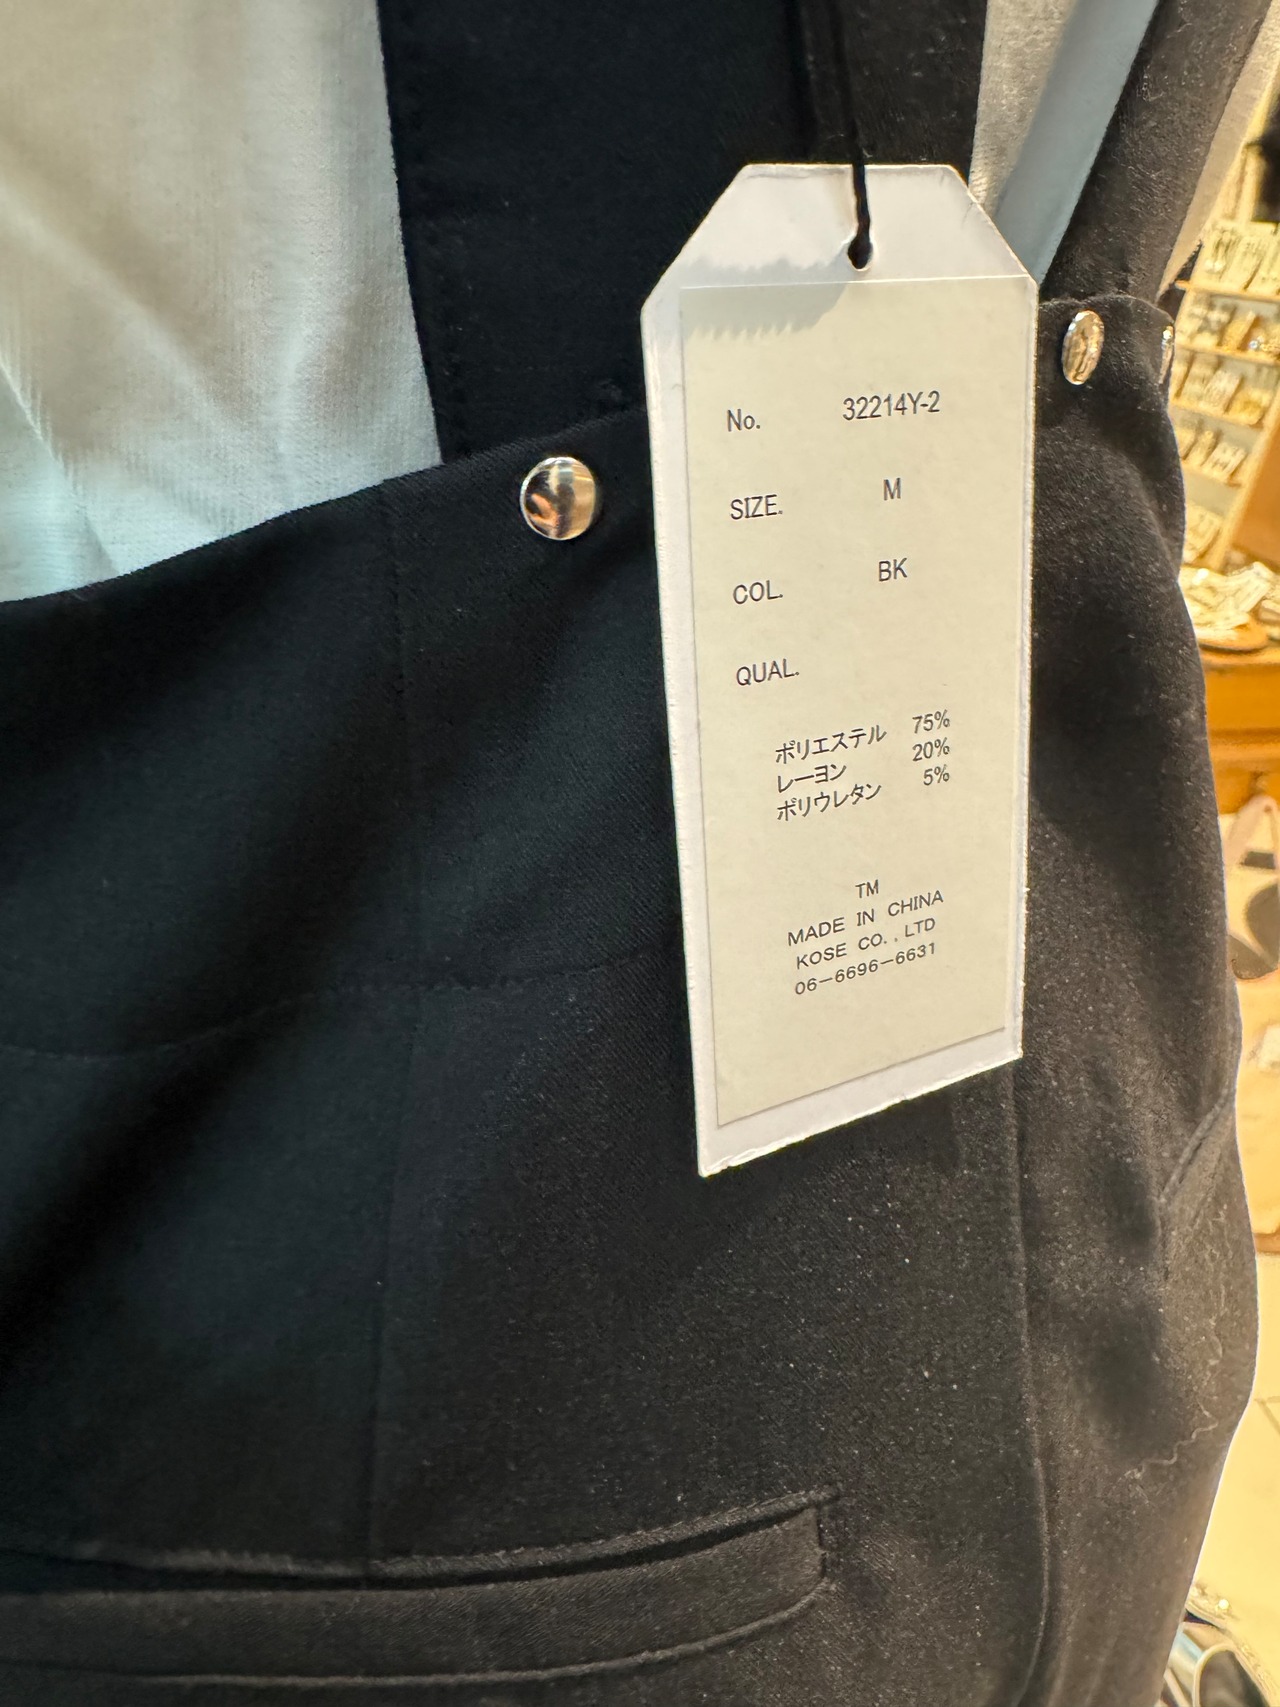 No. 32214Y-2
SIZE. M
COL. BK
QUAL.
ポリエステル 75%
レーヨン 20%
ポリウレタン 5%
TM
MADE IN CHINA
KOSE CO.,LTD
06-6696-6631